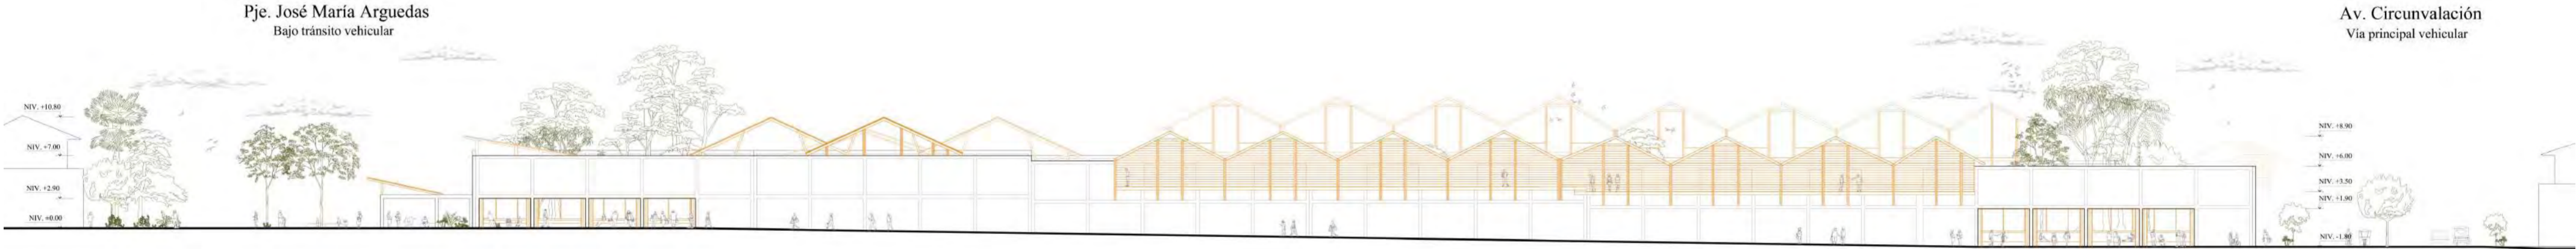 Pje. José María Arguedas
Bajo tránsito vehicular
Av. Circunvalación
Via principal vehicular
NIV. +10.80
NIV. +7.00
NIV. +2.90
NIV. +0.00
NIV. +8.90
NIV. +6.00
NIV. +3.50
NIV. +1.90
NIV. -1.80